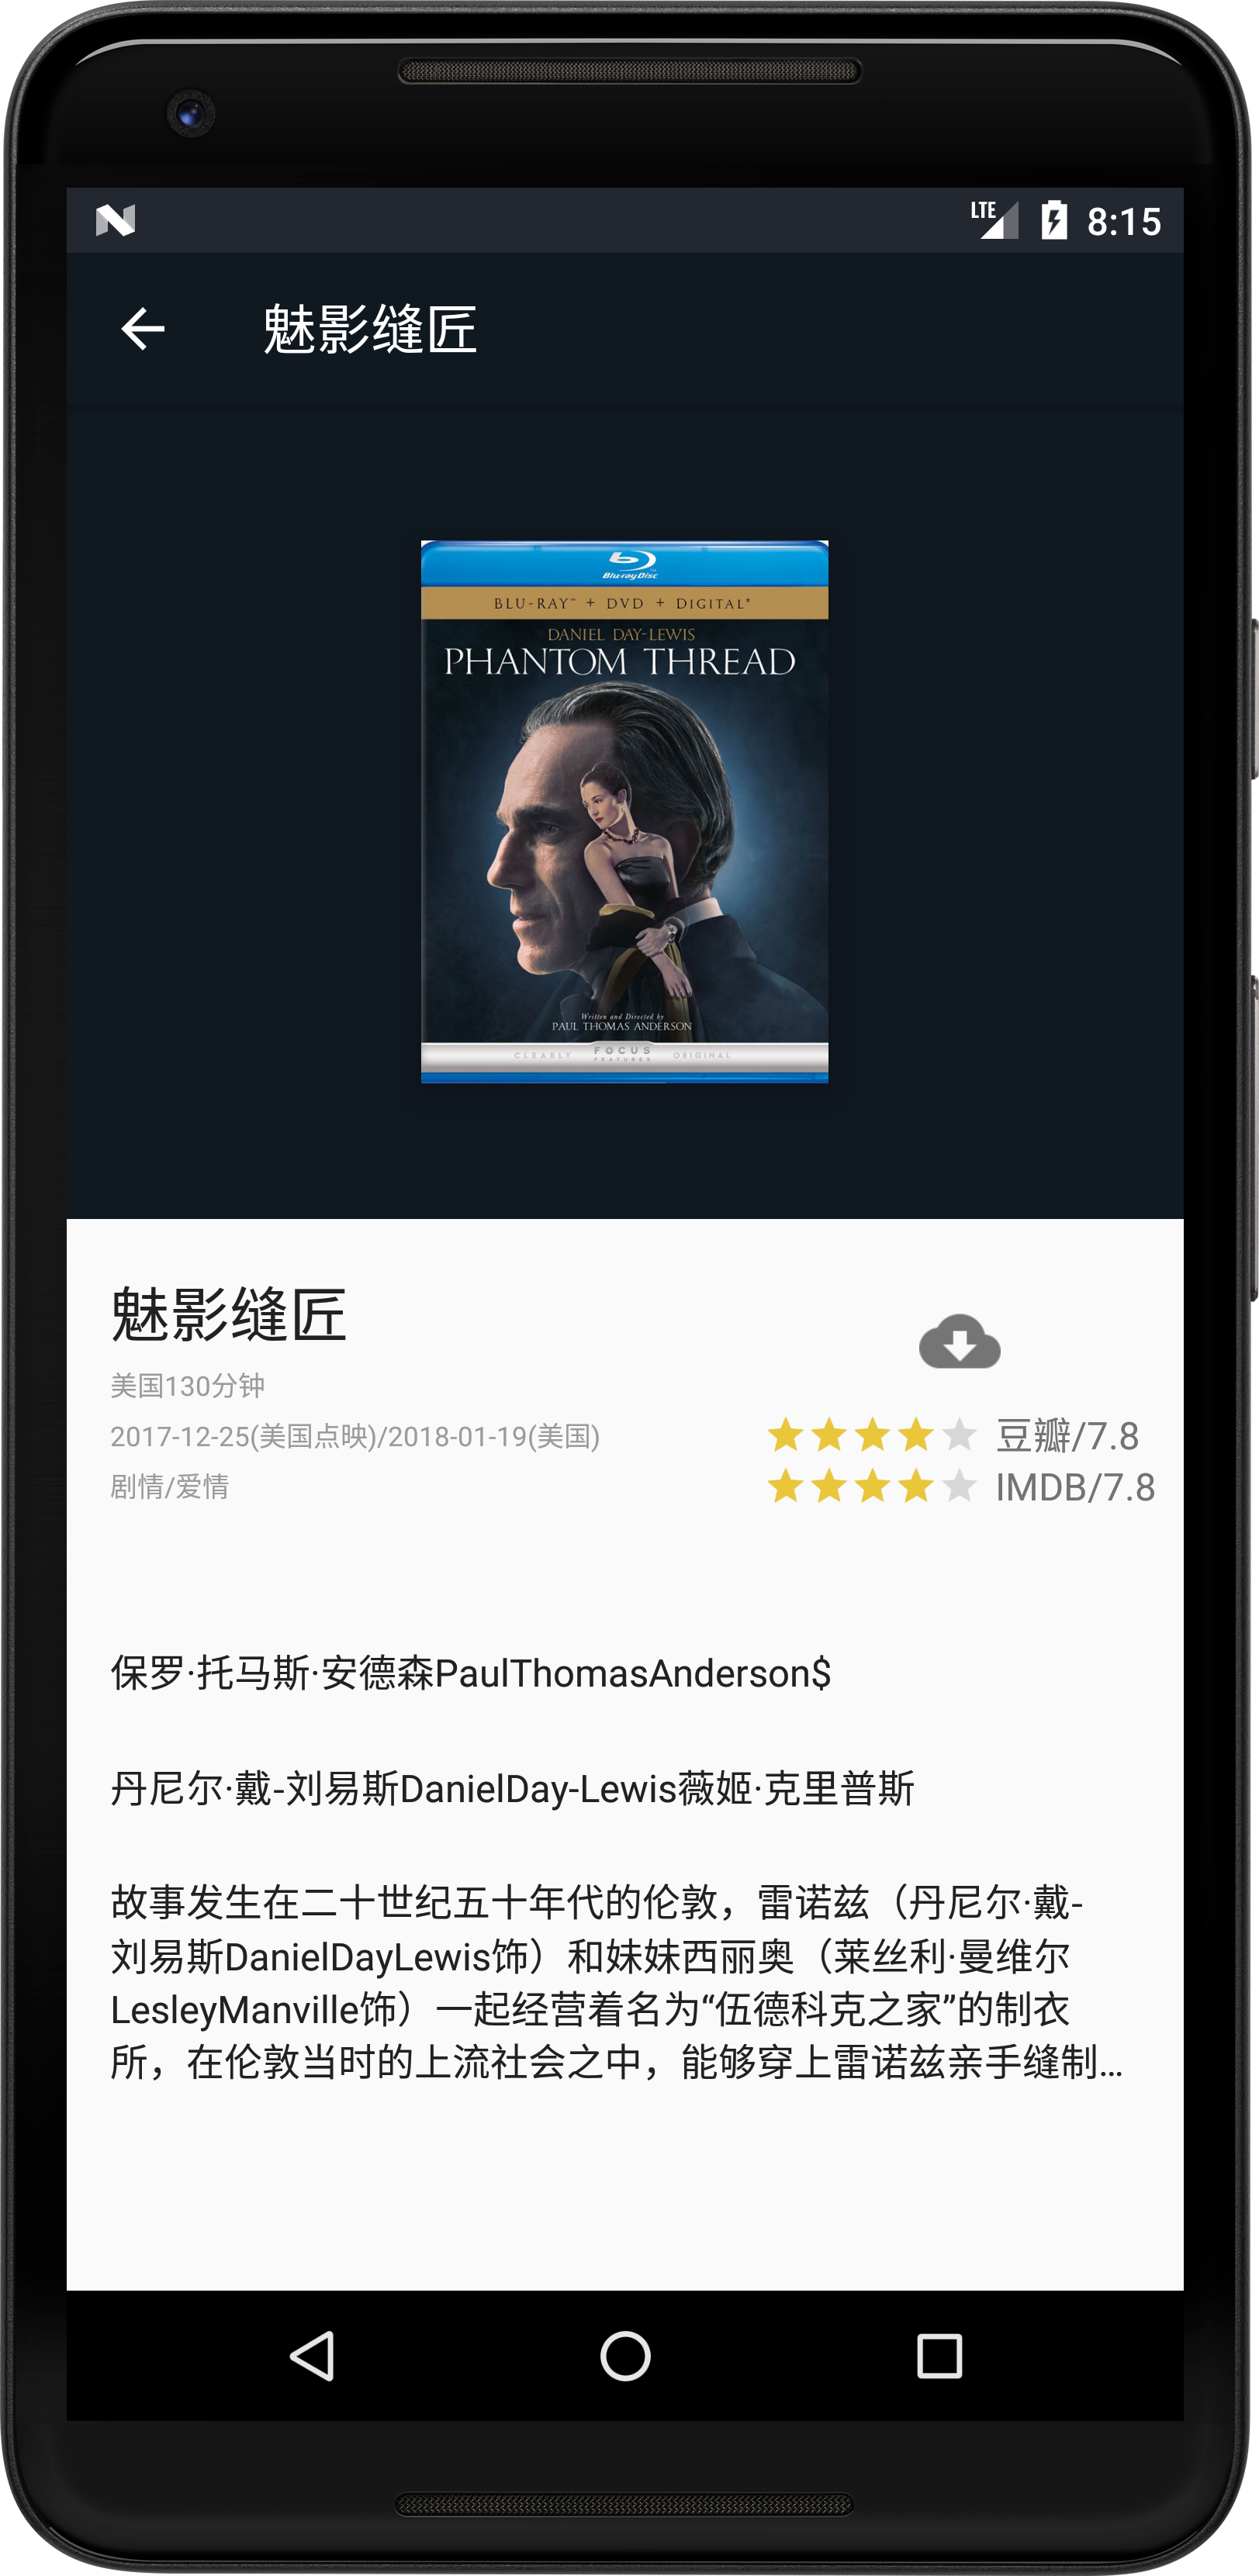 LTE 8:15
魅影缝匠
Blu-ray Disc
BLU-RAY™ + DVD + DIGITAL*
DANIEL DAY-LEWIS
PHANTOM THREAD
Written and Directed by
PAUL THOMAS ANDERSON
CLEARLY FOCUS FEATURES ORIGINAL
魅影缝匠
美国130分钟
2017-12-25(美国点映)/2018-01-19(美国)
豆瓣/7.8
剧情/爱情
IMDB/7.8
保罗·托马斯·安德森PaulThomasAnderson$
丹尼尔·戴-刘易斯DanielDay-Lewis薇姬·克里普斯
故事发生在二十世纪五十年代的伦敦，雷诺兹（丹尼尔·戴-
刘易斯DanielDayLewis饰）和妹妹西丽奥（莱丝利·曼维尔
LesleyManville饰）一起经营着名为“伍德科克之家”的制衣
所，在伦敦当时的上流社会之中，能够穿上雷诺兹亲手缝制...